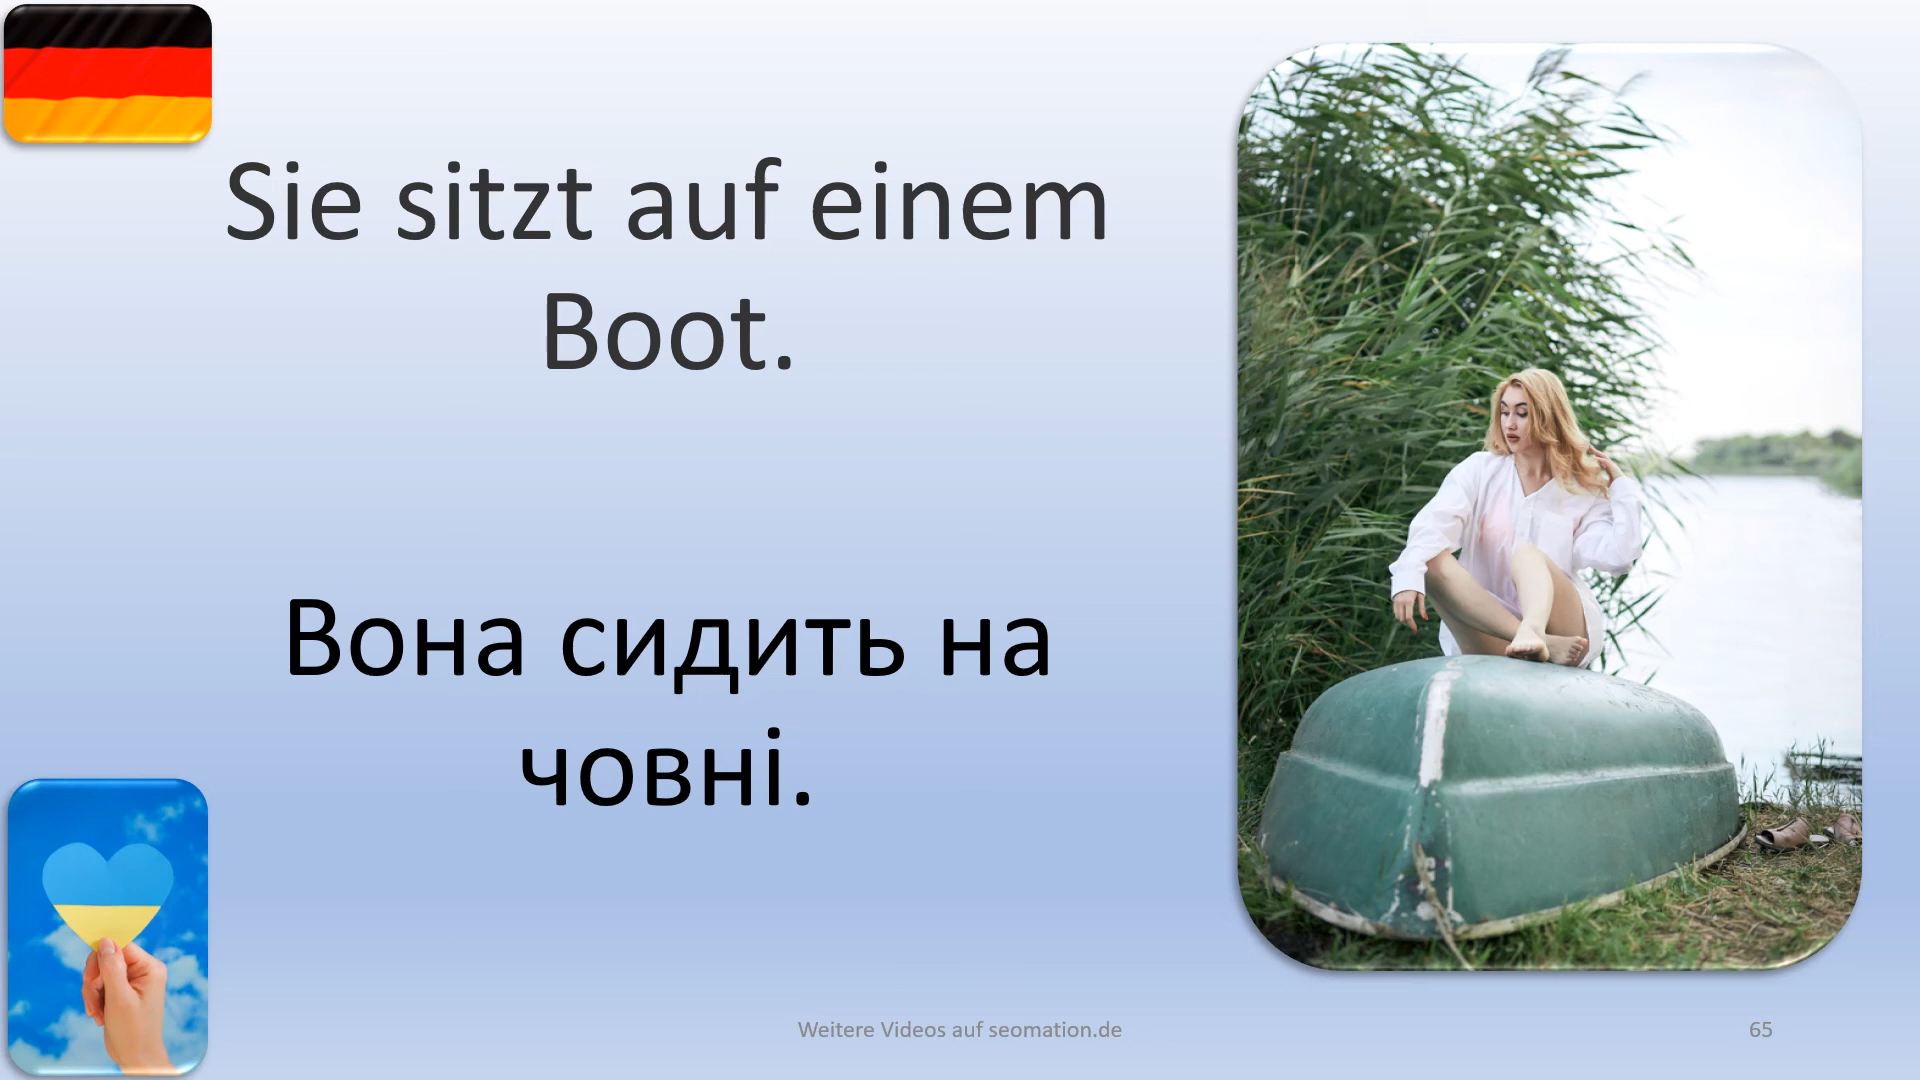 Sie sitzt auf einem
Boot.
Вона сидить на
човні.
Weitere Videos auf seomation.de
65